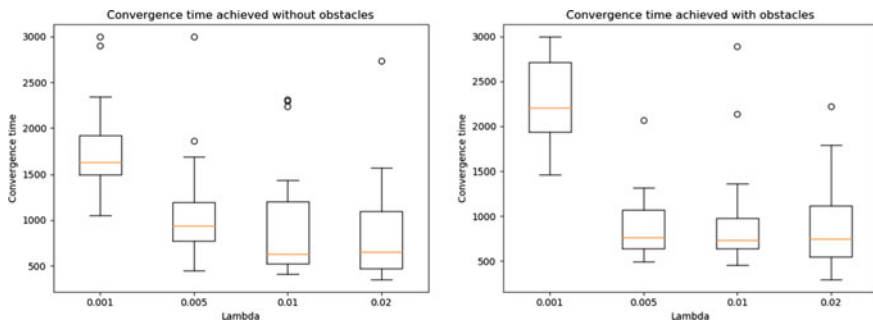 Convergence time achieved without obstacles
3000
2500
2000
1500
1000
500
Convergence time
0.001 0.005 0.01 0.02
Lambda
Convergence time achieved with obstacles
3000
2500
2000
1500
1000
500
Convergence time
0.001 0.005 0.01 0.02
Lambda